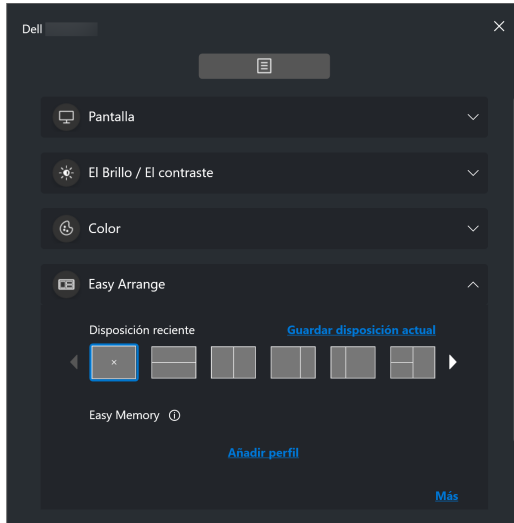 Dell
Pantalla
El Brillo / El contraste
Color
Easy Arrange
Disposición reciente
Guardar disposición actual
Easy Memory
Añadir perfil
Más